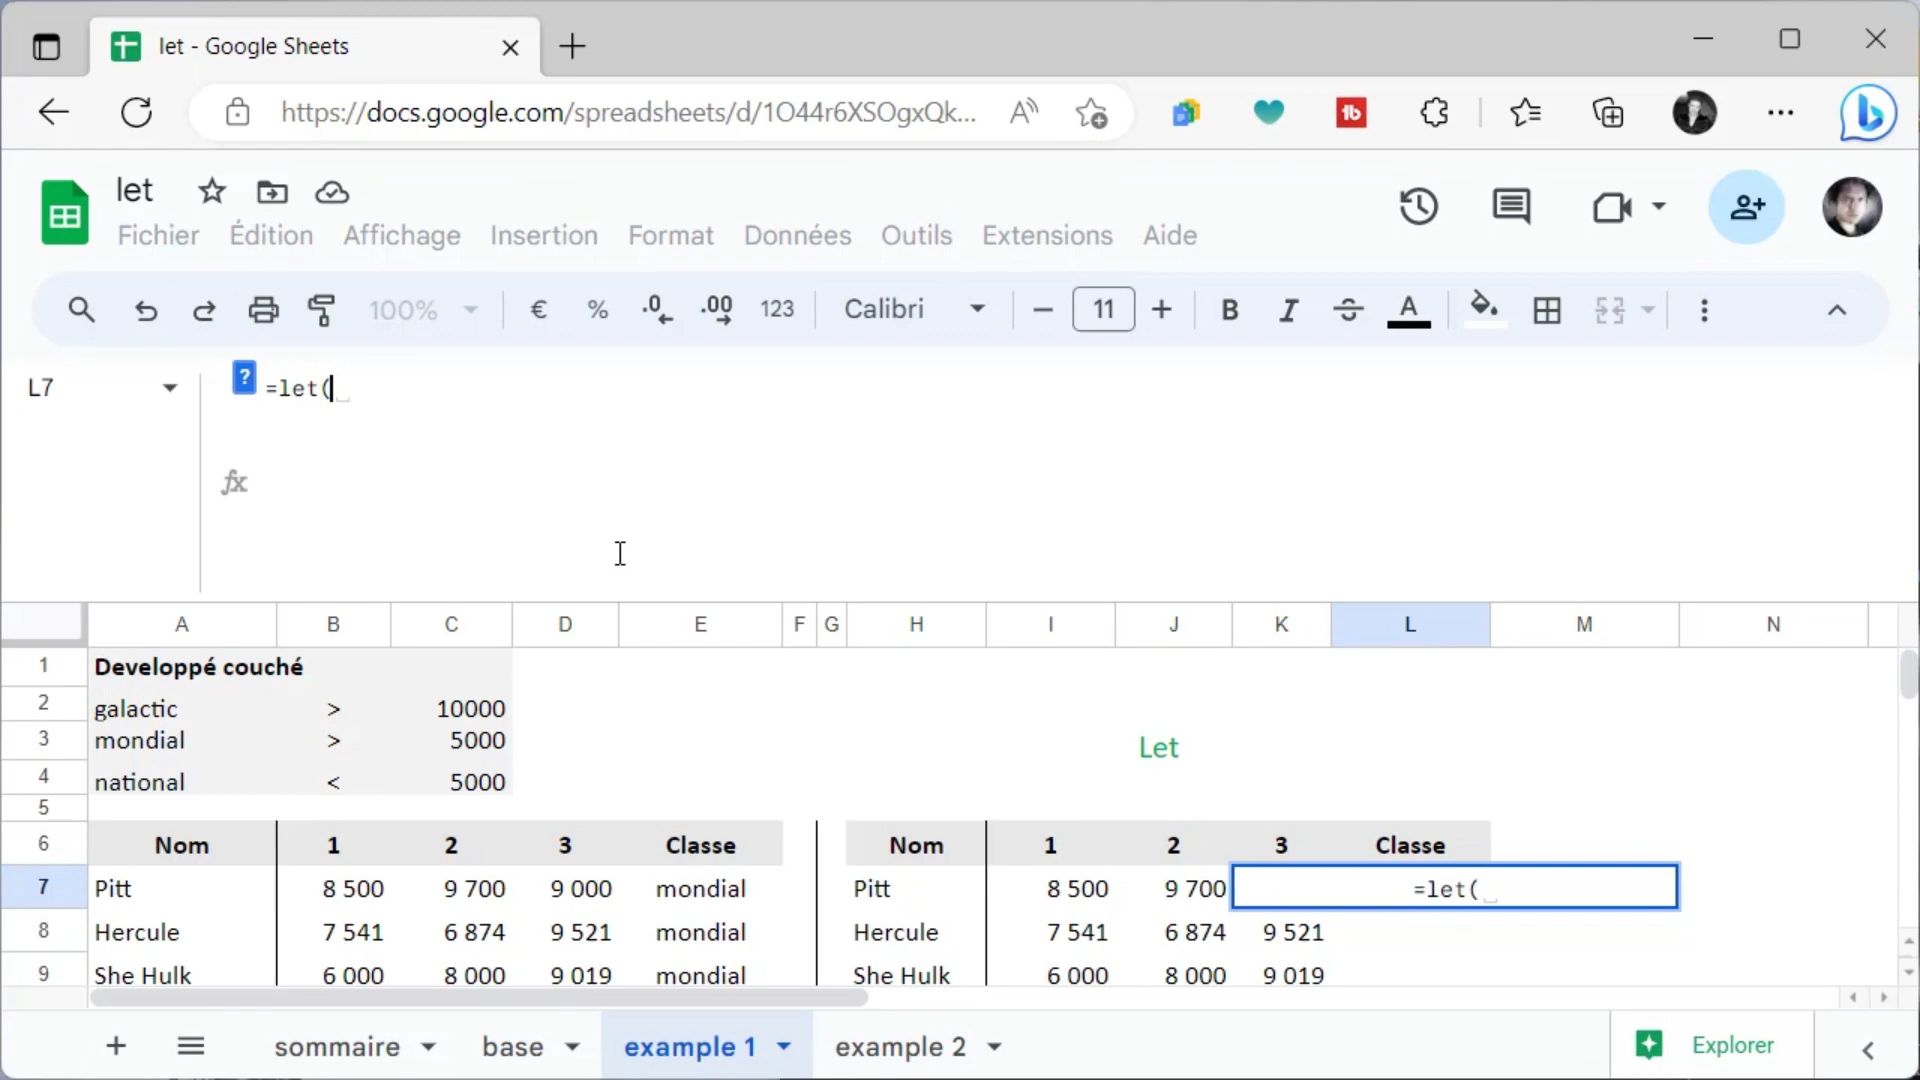 let - Google Sheets
https://docs.google.com/spreadsheets/d/1O44r6XSOgxQk...
let
Fichier Édition Affichage Insertion Format Données Outils Extensions Aide
100% € % .0 .00 123 Calibri 11 B I S A
L7 ? =let(
fx
A B C D E F G H I J K L M N
1 Developpé couché
2 galactic > 10000
3 mondial > 5000
Let
4 national < 5000
5
6 Nom 1 2 3 Classe Nom 1 2 3 Classe
7 Pitt 8 500 9 700 9 000 mondial Pitt 8 500 9 700 =let(
8 Hercule 7 541 6 874 9 521 mondial Hercule 7 541 6 874 9 521
9 She Hulk 6 000 8 000 9 019 mondial She Hulk 6 000 8 000 9 019
sommaire base example 1 example 2 Explorer